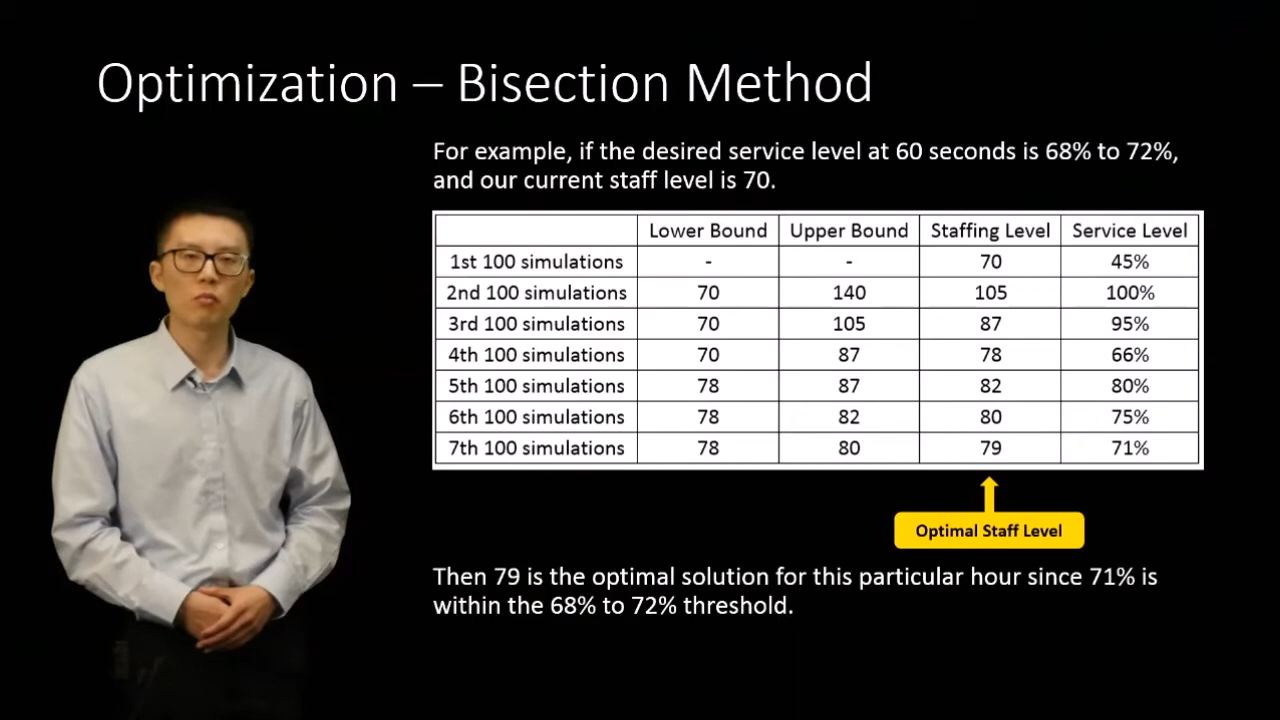 Optimization – Bisection Method
For example, if the desired service level at 60 seconds is 68% to 72%,
and our current staff level is 70.
Lower Bound Upper Bound Staffing Level Service Level
1st 100 simulations - - 70 45%
2nd 100 simulations 70 140 105 100%
3rd 100 simulations 70 105 87 95%
4th 100 simulations 70 87 78 66%
5th 100 simulations 78 87 82 80%
6th 100 simulations 78 82 80 75%
7th 100 simulations 78 80 79 71%
Optimal Staff Level
Then 79 is the optimal solution for this particular hour since 71% is
within the 68% to 72% threshold.